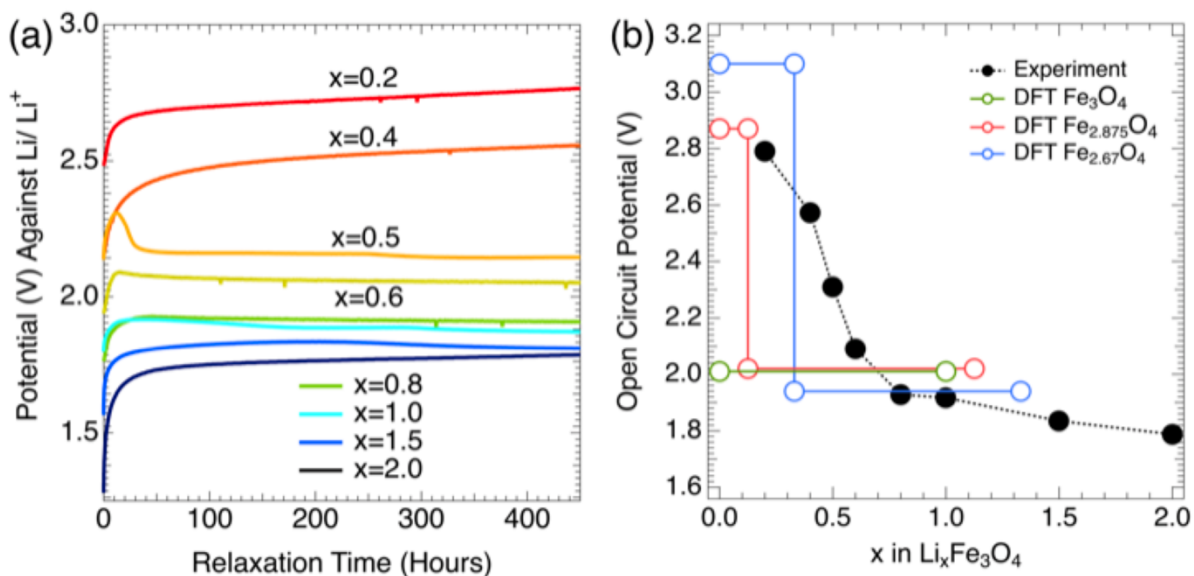 (a)
3.0
2.5
2.0
1.5
Potential (V) Against Li/ Li⁺
x=0.2
x=0.4
x=0.5
x=0.6
x=0.8
x=1.0
x=1.5
x=2.0
0 100 200 300 400
Relaxation Time (Hours)
(b)
3.2
3.0
2.8
2.6
2.4
2.2
2.0
1.8
1.6
Open Circuit Potential (V)
Experiment
DFT Fe₃O₄
DFT Fe₂.₈₇₅O₄
DFT Fe₂.₆₇O₄
0.0 0.5 1.0 1.5 2.0
x in LiₓFe₃O₄